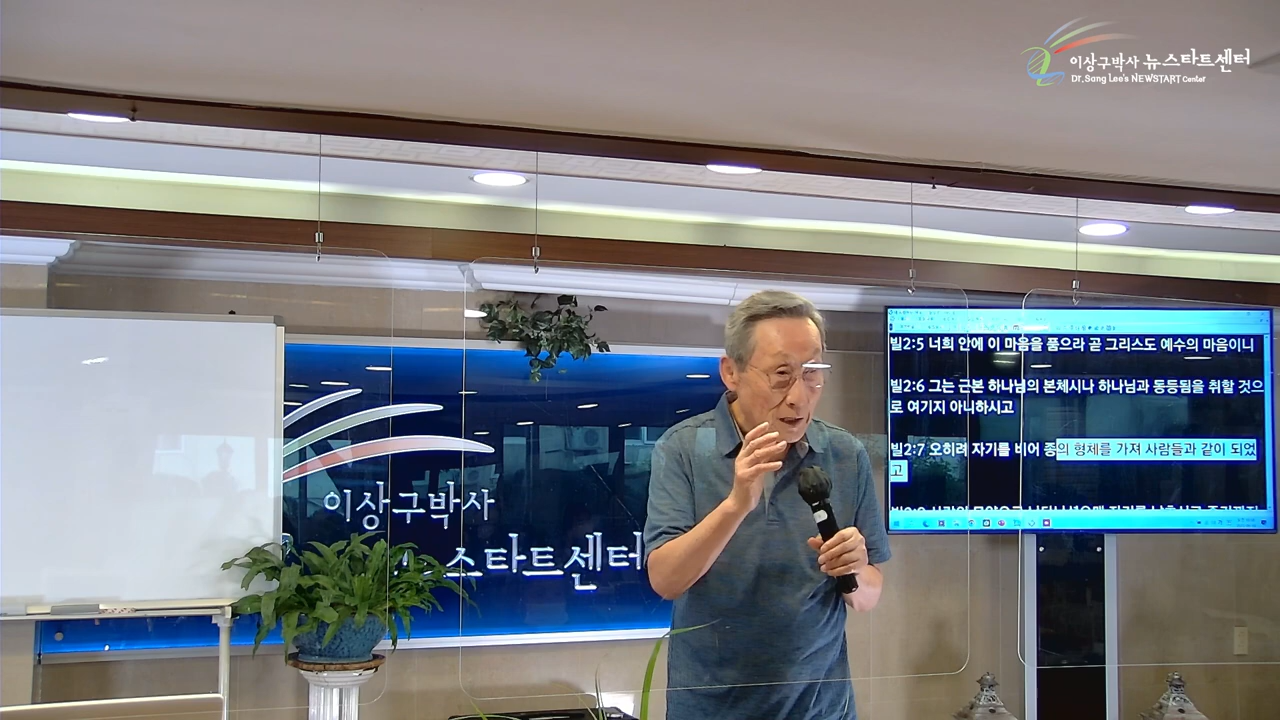 이상구박사 뉴스타트센터
Dr. Sang Lee's NEWSTART Center
빌2:5 너희 안에 이 마음을 품으라 곧 그리스도 예수의 마음이니
빌2:6 그는 근본 하나님의 본체시나 하나님과 동등됨을 취할 것으
로 여기지 아니하시고
빌2:7 오히려 자기를 비어 종의 형체를 가져 사람들과 같이 되었
고
이상구박사
스타트센터